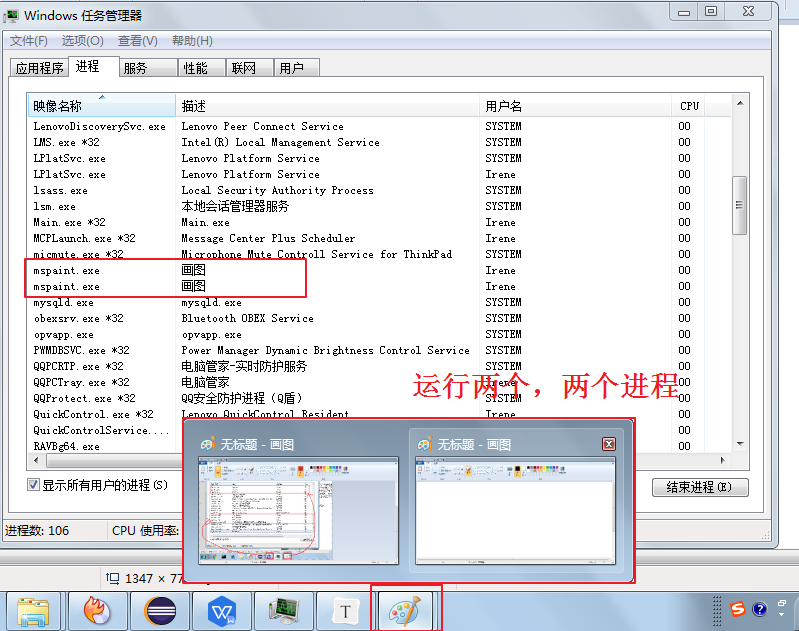 Windows 任务管理器
文件(F) 选项(O) 查看(V) 帮助(H)
应用程序 进程 服务 性能 联网 用户
映像名称 描述 用户名 CPU
LenovoDiscoverySvc.exe Lenovo Peer Connect Service SYSTEM 00
LMS.exe *32 Intel(R) Local Management Service SYSTEM 00
LPlatSvc.exe Lenovo Platform Service SYSTEM 00
LPlatSvc.exe Lenovo Platform Service Irene 00
lsass.exe Local Security Authority Process SYSTEM 00
lsm.exe 本地会话管理器服务 SYSTEM 00
Main.exe *32 Main.exe Irene 00
MCPLaunch.exe *32 Message Center Plus Scheduler Irene 00
micmute.exe *32 Microphone Mute Controll Service for ThinkPad SYSTEM 00
mspaint.exe 画图 Irene 00
mspaint.exe 画图 Irene 00
mysqld.exe mysqld.exe SYSTEM 00
obexsrv.exe *32 Bluetooth OBEX Service SYSTEM 00
opvapp.exe opvapp.exe SYSTEM 00
PWMDBSVC.exe *32 Power Manager Dynamic Brightness Control Service SYSTEM 00
QQPCRTP.exe *32 电脑管家-实时防护服务 SYSTEM 00
QQPCTray.exe *32 电脑管家 00
QQProtect.exe *32 QQ安全防护进程（Q盾） SYSTEM 00
运行两个，两个进程
QuickControl.exe *32 Lenovo QuickControl Resident Irene 00
QuickControlService.... 00
RAVBg64.exe 00
无标题 - 画图 无标题 - 画图
显示所有用户的进程(S) 结束进程(E)
进程数: 106 CPU 使用率:
1347 × 77
W T S ?